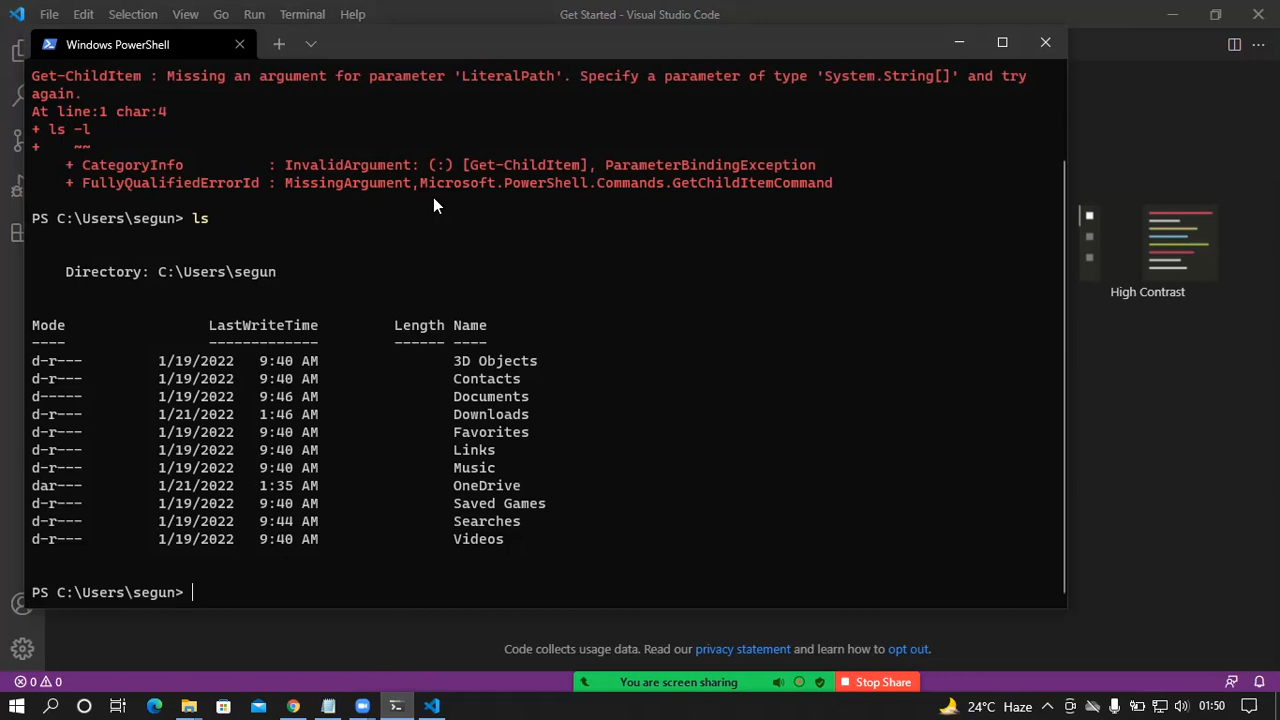 File Edit Selection View Go Run Terminal Help Get Started - Visual Studio Code
Windows PowerShell
Get-ChildItem : Missing an argument for parameter 'LiteralPath'. Specify a parameter of type 'System.String[]' and try
again.
At line:1 char:4
+ ls -l
+    ~~
    + CategoryInfo          : InvalidArgument: (:) [Get-ChildItem], ParameterBindingException
    + FullyQualifiedErrorId : MissingArgument,Microsoft.PowerShell.Commands.GetChildItemCommand
PS C:\Users\segun> ls
    Directory: C:\Users\segun
Mode                 LastWriteTime         Length Name
----                 -------------         ------ ----
d-r---         1/19/2022   9:40 AM                3D Objects
d-r---         1/19/2022   9:40 AM                Contacts
d-----         1/19/2022   9:46 AM                Documents
d-r---         1/21/2022   1:46 AM                Downloads
d-r---         1/19/2022   9:40 AM                Favorites
d-r---         1/19/2022   9:40 AM                Links
d-r---         1/19/2022   9:40 AM                Music
dar---         1/21/2022   1:35 AM                OneDrive
d-r---         1/19/2022   9:40 AM                Saved Games
d-r---         1/19/2022   9:44 AM                Searches
d-r---         1/19/2022   9:40 AM                Videos
PS C:\Users\segun>
High Contrast
Code collects usage data. Read our privacy statement and learn how to opt out.
0 0
You are screen sharing
Stop Share
24°C Haze
01:50